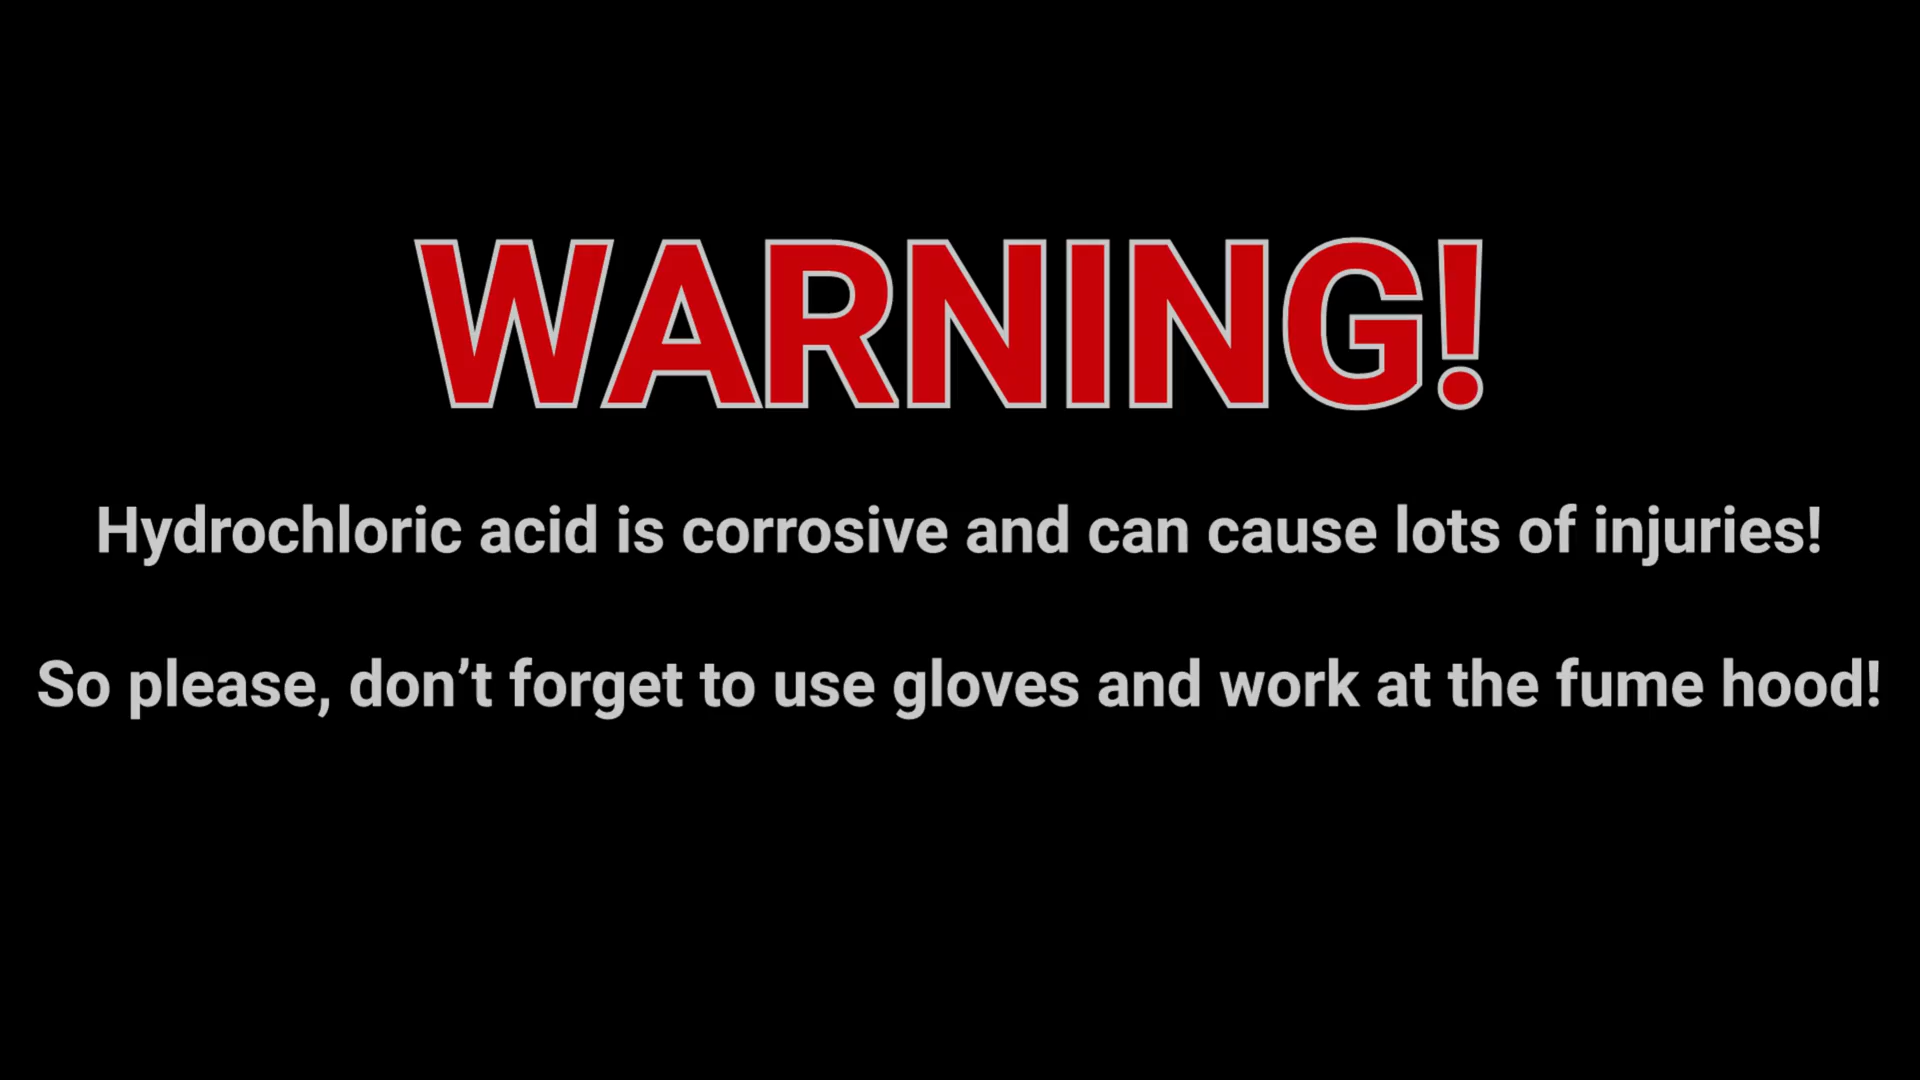 WARNING!
Hydrochloric acid is corrosive and can cause lots of injuries!
So please, don’t forget to use gloves and work at the fume hood!